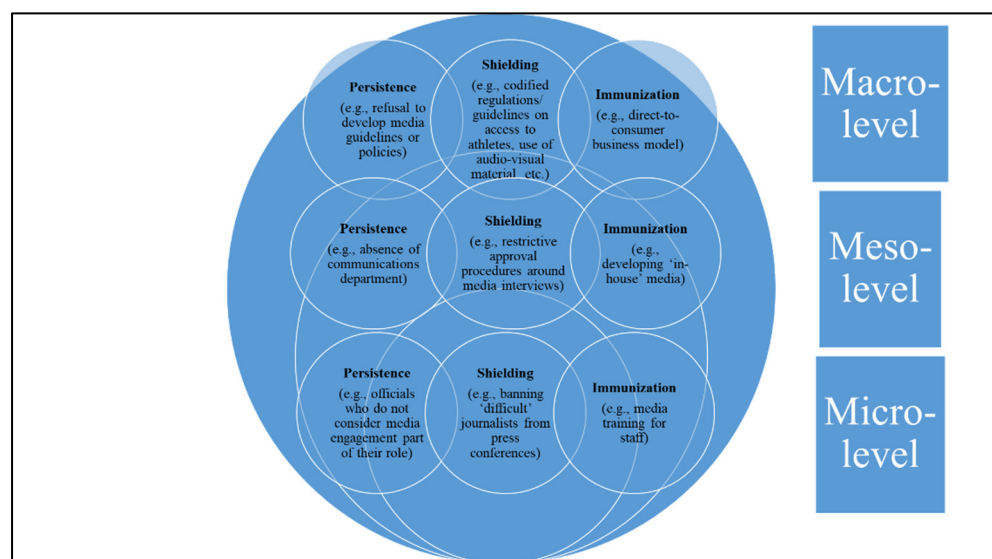 Persistence
(e.g., refusal to
develop media
guidelines or
policies)
Shielding
(e.g., codified
regulations/
guidelines on
access to
athletes, use of
audio-visual
material etc.)
Immunization
(e.g., direct-to-
consumer
business model)
Macro-
level
Persistence
(e.g., absence of
communications
department)
Shielding
(e.g., restrictive
approval
procedures around
media interviews)
Immunization
(e.g.,
developing ‘in-
house’ media)
Meso-
level
Persistence
(e.g., officials
who do not
consider media
engagement part
of their role)
Shielding
(e.g., banning
‘difficult’
journalists from
press
conferences)
Immunization
(e.g., media
training for
staff)
Micro-
level